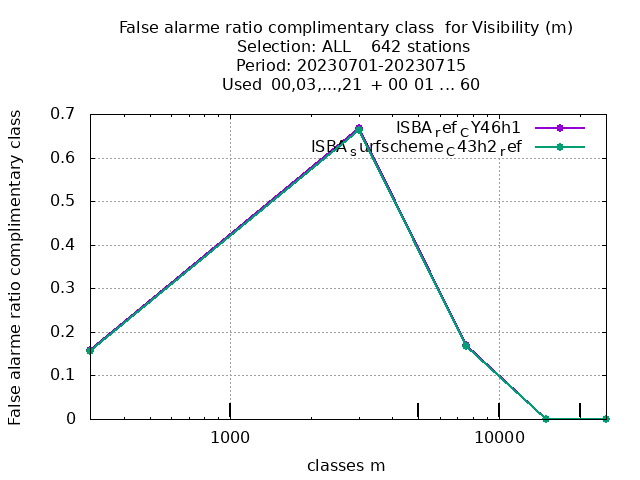 False alarme ratio complimentary class  for Visibility (m)
Selection: ALL    642 stations
Period: 20230701-20230715
Used  00,03,...,21  + 00 01 ... 60
False alarme ratio complimentary class
0.7
0.6
0.5
0.4
0.3
0.2
0.1
0
ISBA_ref_CY46h1
ISBA_surfscheme_C43h2_ref
1000
10000
classes m